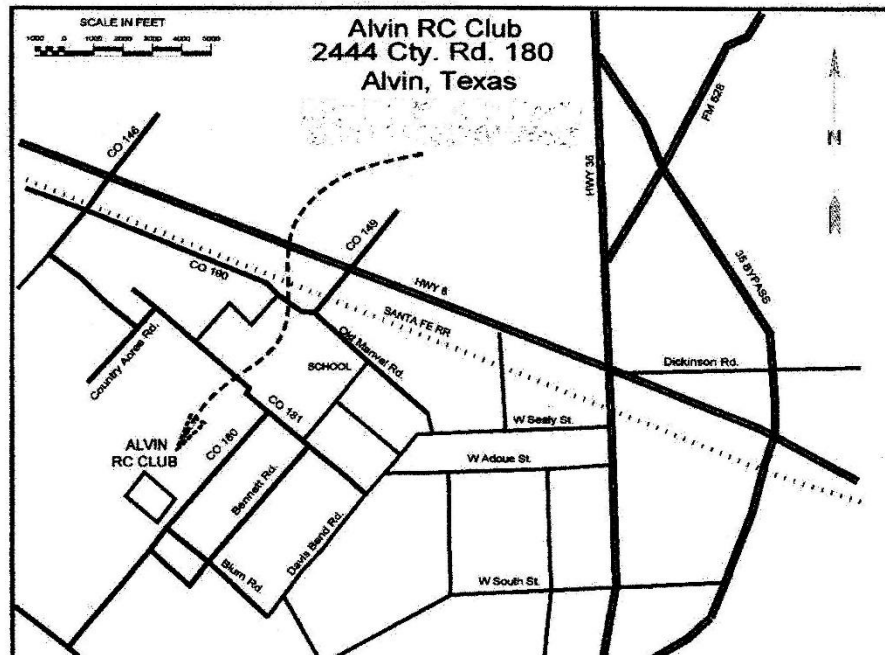 SCALE IN FEET
1000 0 1000 2000 3000 4000 5000
Alvin RC Club
2444 Cty. Rd. 180
Alvin, Texas
N
CO 146
CO 149
CO 190
HWY 35
FM 528
35 BYPASS
HWY 6
SANTA FE RR
Old Manvel Rd.
Dickinson Rd.
Country Acres Rd.
SCHOOL
CO 181
CO 180
W Sealy St.
W Adoue St.
ALVIN
RC CLUB
Bennett Rd.
Davis Bend Rd.
Blum Rd.
W South St.